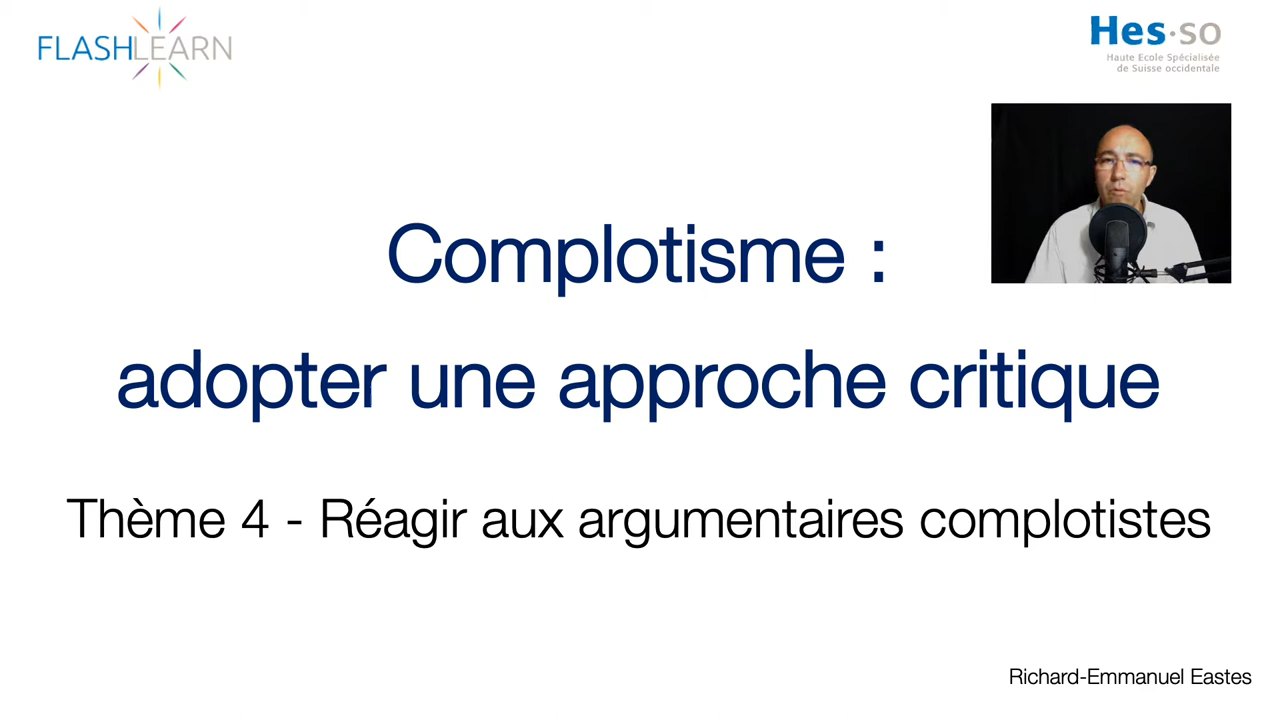 FLASHLEARN
Hes·so
Haute Ecole Spécialisée
de Suisse occidentale
Complotisme :
adopter une approche critique
Thème 4 - Réagir aux argumentaires complotistes
Richard-Emmanuel Eastes